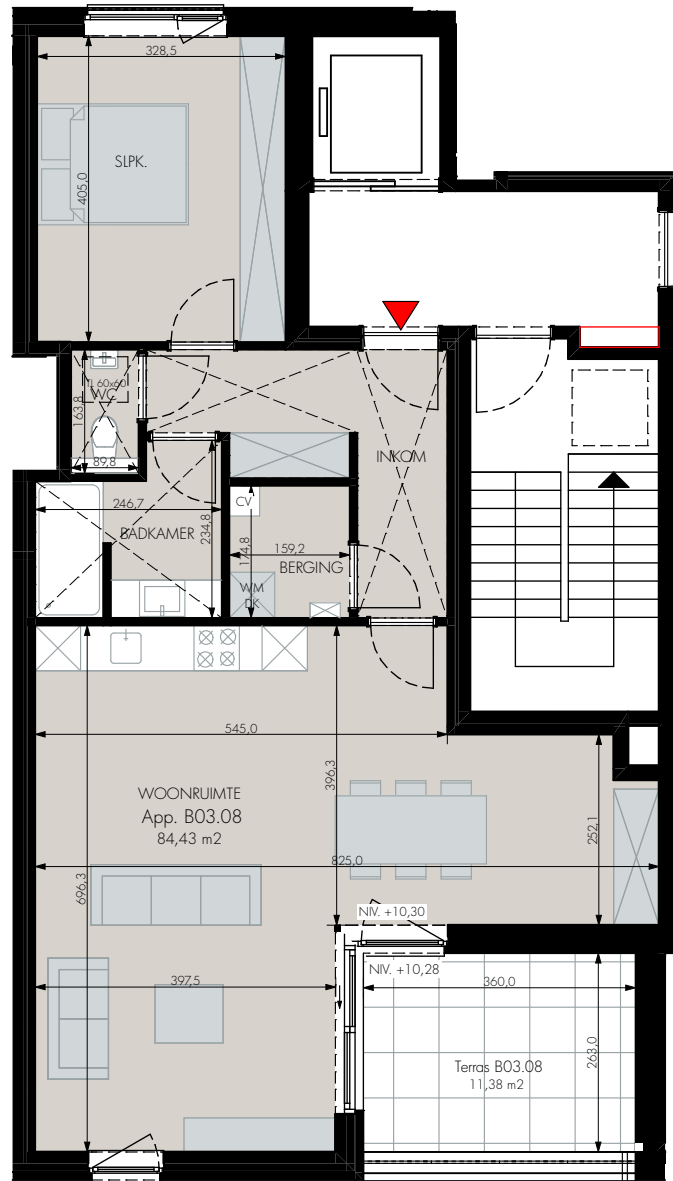 328,5
SLPK.
405,0
60x60
WC
163,8
89,8
INKOM
246,7
BADKAMER
234,8
CV
174,8
159,2
BERGING
WM
DK
545,0
396,3
WOONRUIMTE
App. B03.08
84,43 m2
252,1
825,0
696,3
NIV. +10,30
NIV. +10,28
397,5
360,0
263,0
Terras B03.08
11,38 m2